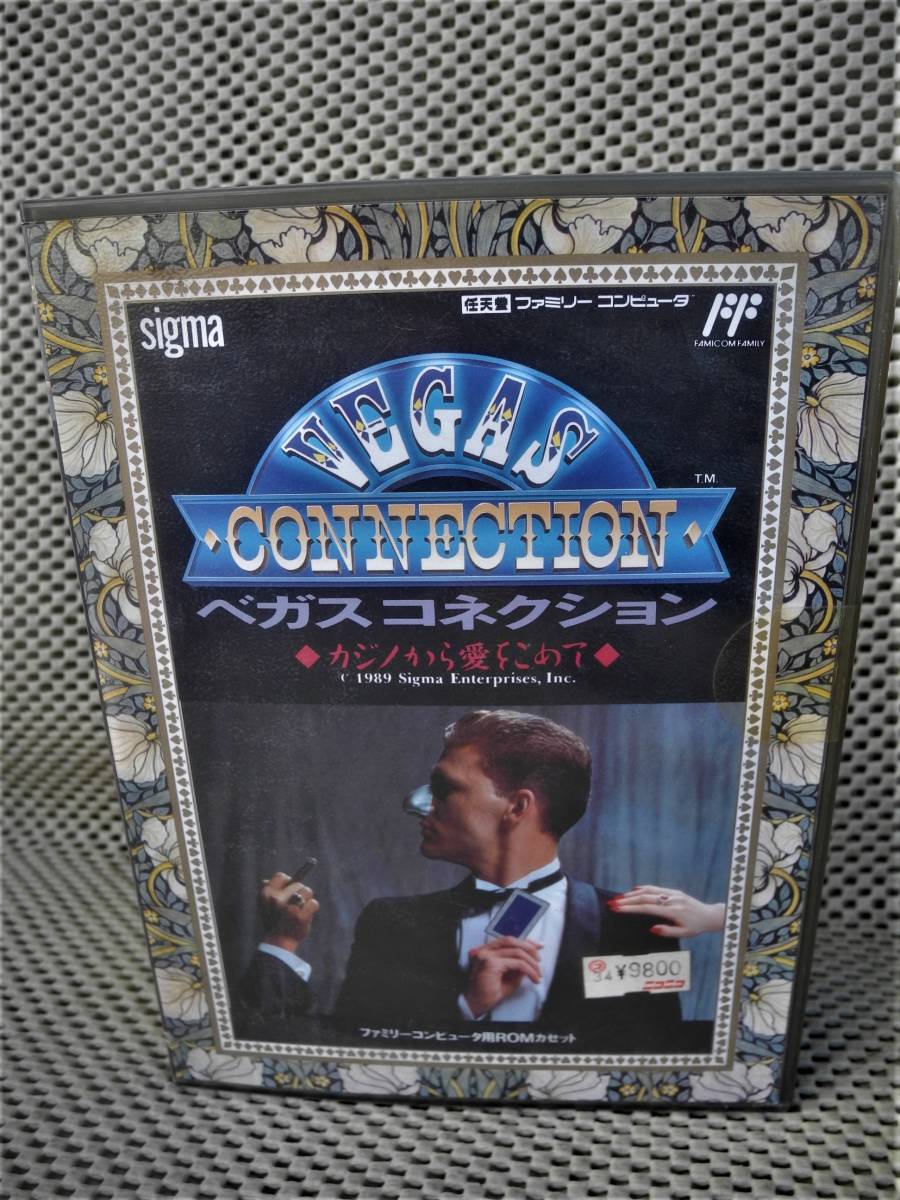 sigma
任天堂 ファミリー コンピュータ™
FAMICOM FAMILY
VEGAS
T.M.
CONNECTION
ベガス コネクション
◆カジノから愛をこめて◆
© 1989 Sigma Enterprises, Inc.
34 ¥9800
ファミリーコンピュータ用ROMカセット